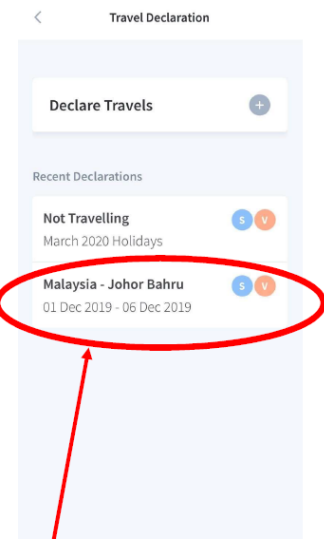 Travel Declaration
Declare Travels
Recent Declarations
Not Travelling
S V
March 2020 Holidays
Malaysia - Johor Bahru
S V
01 Dec 2019 - 06 Dec 2019